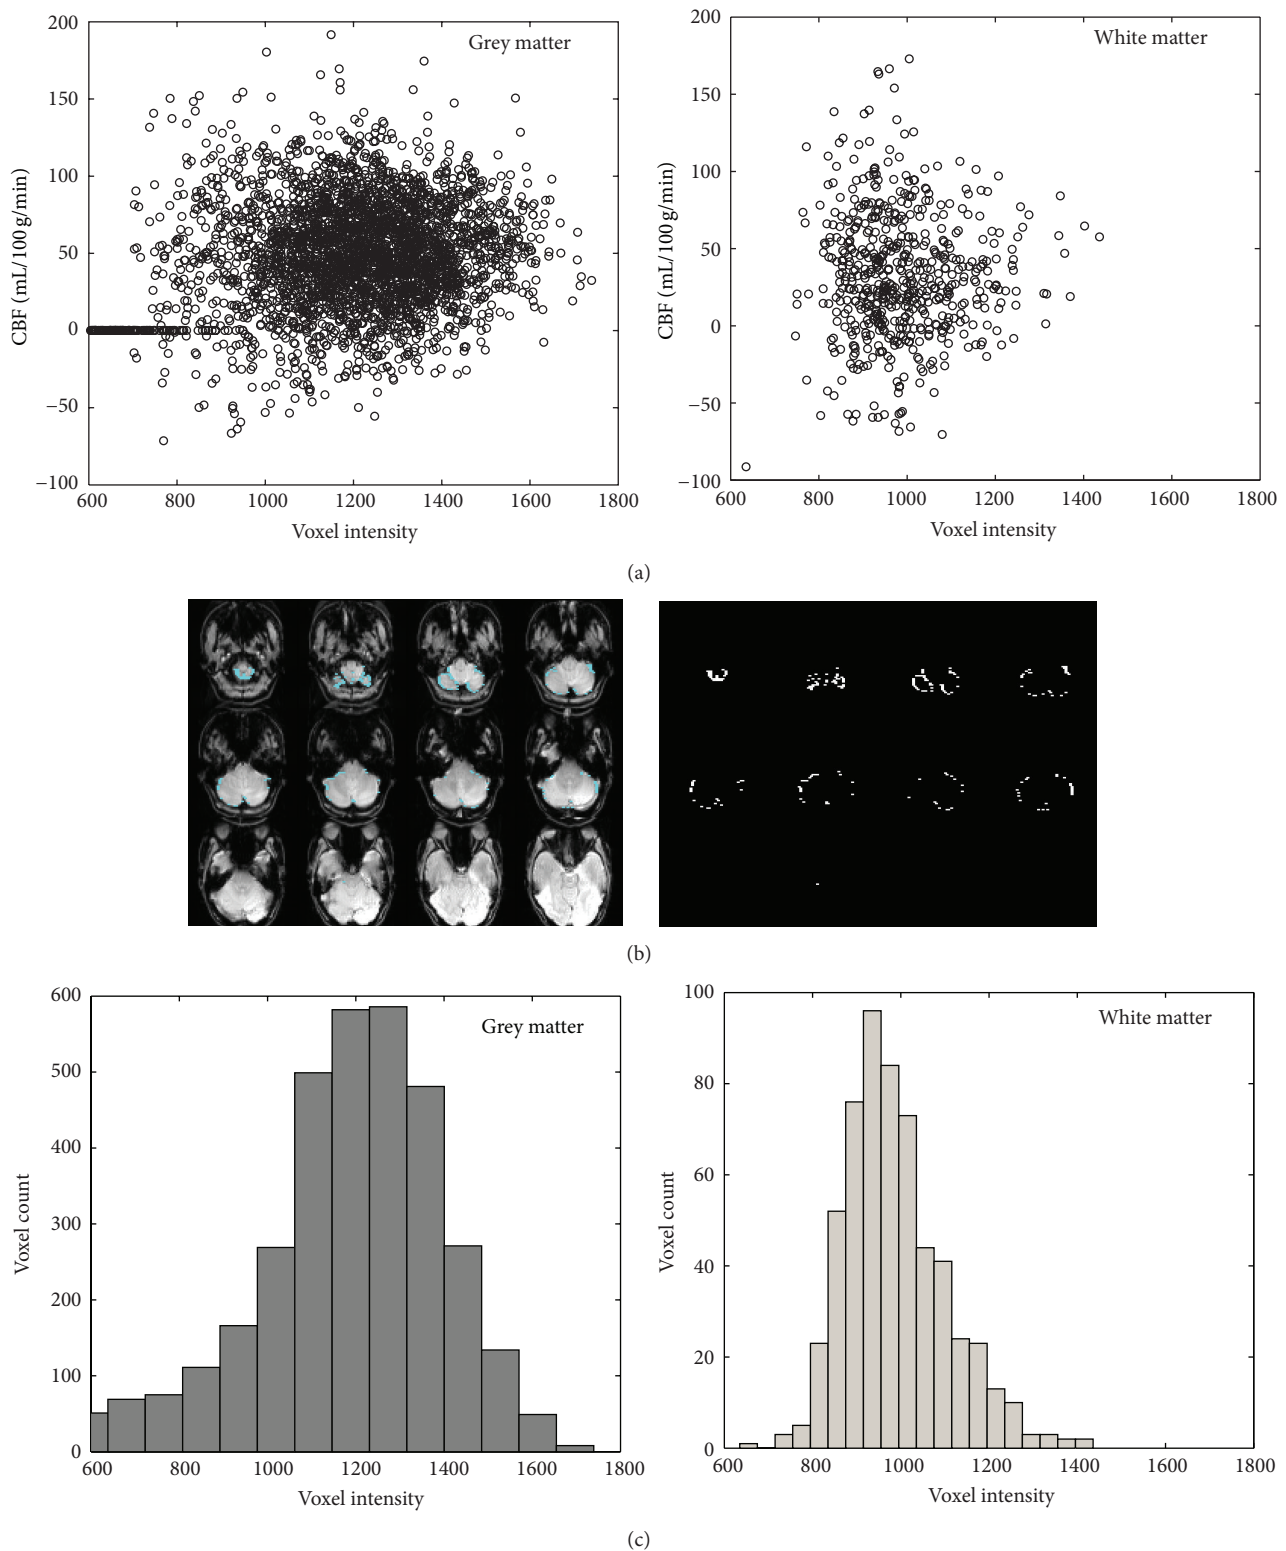 200
150
100
50
0
−50
−100
CBF (mL/100 g/min)
Grey matter
600 800 1000 1200 1400 1600 1800
Voxel intensity
200
150
100
50
0
−50
−100
CBF (mL/100 g/min)
White matter
600 800 1000 1200 1400 1600 1800
Voxel intensity
(a)
(b)
600
500
400
300
200
100
0
Voxel count
Grey matter
600 800 1000 1200 1400 1600 1800
Voxel intensity
100
80
60
40
20
0
Voxel count
White matter
600 800 1000 1200 1400 1600 1800
Voxel intensity
(c)